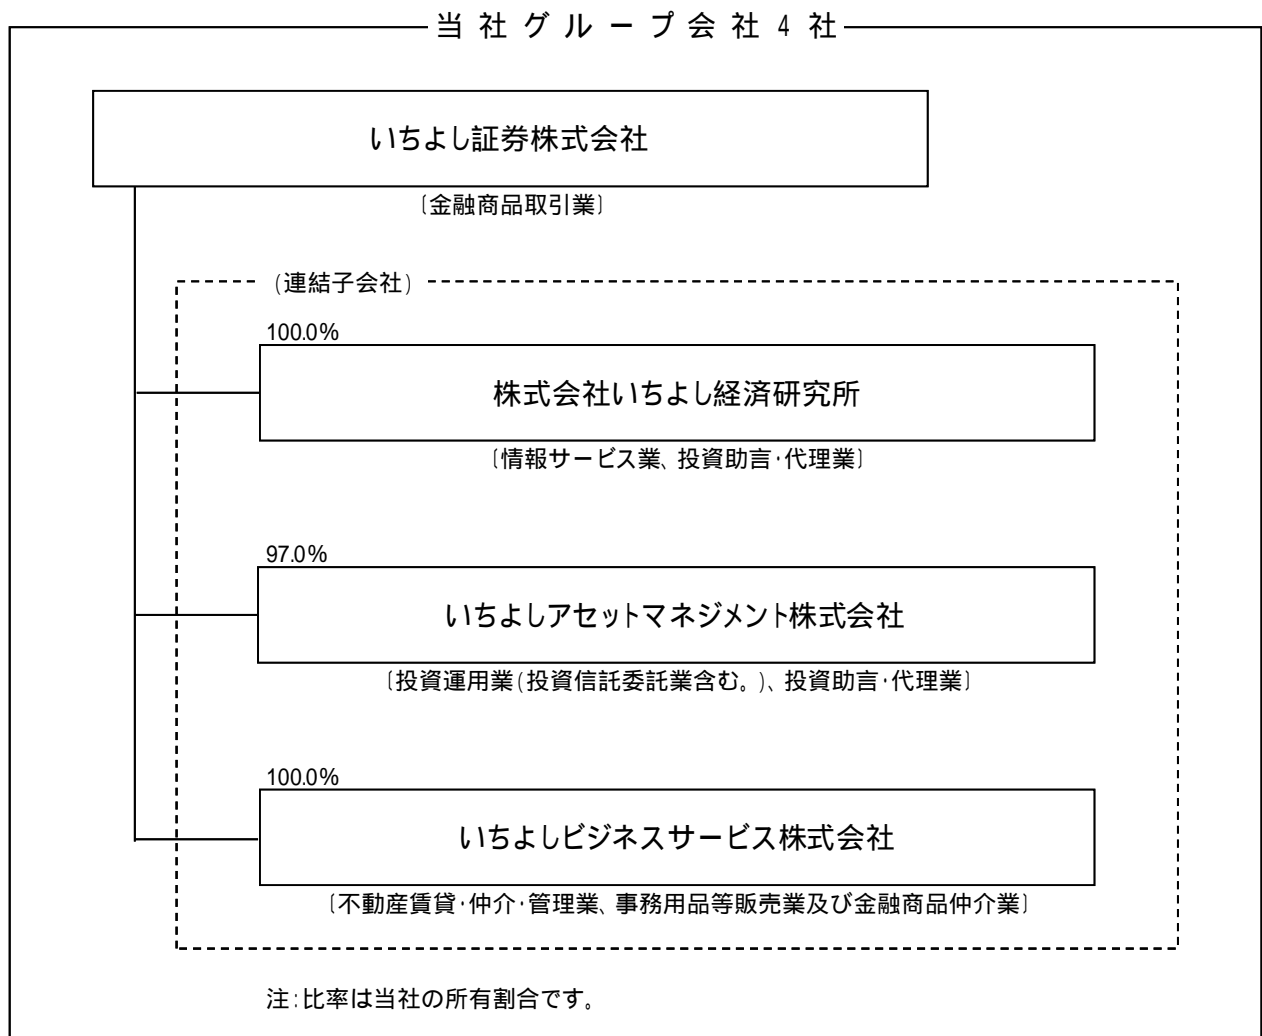 当社グループ会社4社
いちよし証券株式会社
〔金融商品取引業〕
(連結子会社)
100.0%
株式会社いちよし経済研究所
〔情報サービス業、投資助言・代理業〕
97.0%
いちよしアセットマネジメント株式会社
〔投資運用業(投資信託委託業含む。)、投資助言・代理業〕
100.0%
いちよしビジネスサービス株式会社
〔不動産賃貸・仲介・管理業、事務用品等販売業及び金融商品仲介業〕
注:比率は当社の所有割合です。